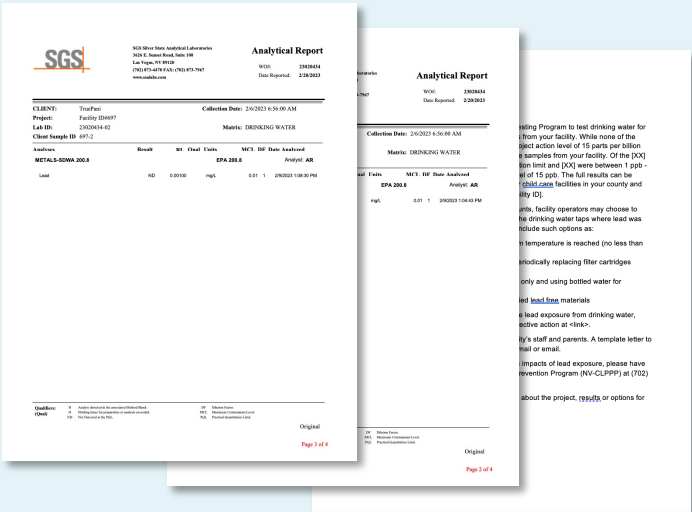 SGS
SGS Silver State Analytical Laboratories
3626 E. Sunset Road, Suite 100
Las Vegas, NV 89120
(702) 873-4478 FAX: (702) 873-7967
www.ssalabs.com
Analytical Report
WO#: 23020434
Date Reported: 2/20/2023
CLIENT: TruePani
Collection Date: 2/6/2023 6:56:00 AM
Project: Facility ID#697
Lab ID: 23020434-02
Matrix: DRINKING WATER
Client Sample ID 697-2
Analyses Result RL Qual Units MCL DF Date Analyzed
METALS-SDWA 200.8 EPA 200.8 Analyst: AR
Lead ND 0.00100 mg/L 0.01 1 2/9/2023 1:08:30 PM
Qualifiers: B Analyte detected in the associated Method Blank DF Dilution Factor.
(Qual) H Holding times for preparation or analysis exceeded MCL Maximum Contaminant Level.
ND Not Detected at the PQL. PQL Practical Quantitation Limit.
Original
Page 3 of 4
boratories
-7967
Analytical Report
WO#: 23020434
Date Reported: 2/20/2023
Collection Date: 2/6/2023 6:56:00 AM
Matrix: DRINKING WATER
ual Units MCL DF Date Analyzed
EPA 200.8 Analyst: AR
mg/L 0.01 1 2/9/2023 1:04:43 PM
DF Dilution Factor.
MCL Maximum Contaminant Level.
PQL Practical Quantitation Limit.
Original
Page 2 of 4
esting Program to test drinking water for
s from your facility. While none of the
oject action level of 15 parts per billion
e samples from your facility. Of the [XX]
tion limit and [XX] were between 1 ppb -
el of 15 ppb. The full results can be
r child care facilities in your county and
ility ID].
unts, facility operators may choose to
he drinking water taps where lead was
nclude such options as:
n temperature is reached (no less than
eriodically replacing filter cartridges
only and using bottled water for
ied lead free materials
e lead exposure from drinking water,
ective action at <link>.
ity's staff and parents. A template letter to
mail or email.
impacts of lead exposure, please have
revention Program (NV-CLPPP) at (702)
about the project, results or options for